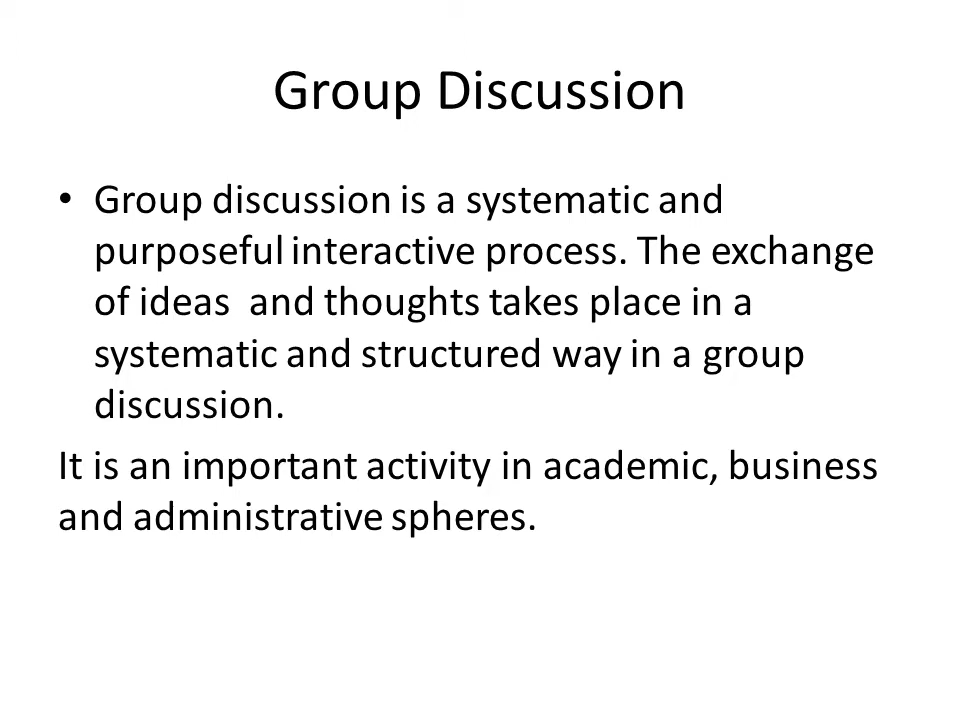 Group Discussion
• Group discussion is a systematic and
purposeful interactive process. The exchange
of ideas  and thoughts takes place in a
systematic and structured way in a group
discussion.
It is an important activity in academic, business
and administrative spheres.